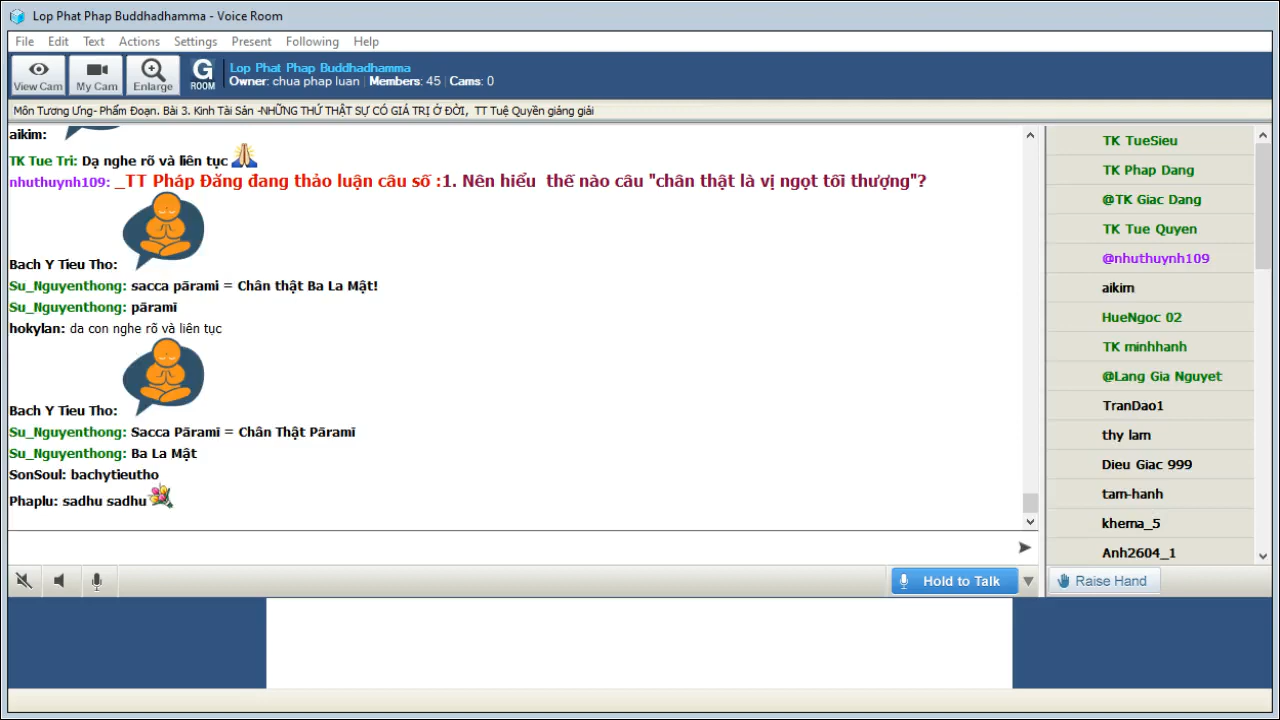 Lop Phat Phap Buddhadhamma - Voice Room
File Edit Text Actions Settings Present Following Help
View Cam My Cam Enlarge G ROOM
Lop Phat Phap Buddhadhamma
Owner: chua phap luan Members: 45 Cams: 0
Môn Tương Ưng- Phẩm Đoạn. Bài 3. Kinh Tài Sản -NHỮNG THỨ THẬT SỰ CÓ GIÁ TRỊ Ở ĐỜI, TT Tuệ Quyền giảng giải
aikim:
TK Tue Tri: Dạ nghe rõ và liên tục
nhuthuynh109: _TT Pháp Đăng đang thảo luận câu số :1. Nên hiểu thế nào câu "chân thật là vị ngọt tối thượng"?
Bach Y Tieu Tho:
Su_Nguyenthong: sacca pārami = Chân thật Ba La Mật!
Su_Nguyenthong: pāramī
hokylan: da con nghe rõ và liên tục
Bach Y Tieu Tho:
Su_Nguyenthong: Sacca Pāramī = Chân Thật Pāramī
Su_Nguyenthong: Ba La Mật
SonSoul: bachytieutho
Phaplu: sadhu sadhu
TK TueSieu
TK Phap Dang
@TK Giac Dang
TK Tue Quyen
@nhuthuynh109
aikim
HueNgoc 02
TK minhhanh
@Lang Gia Nguyet
TranDao1
thy lam
Dieu Giac 999
tam-hanh
khema_5
Anh2604_1
Hold to Talk
Raise Hand